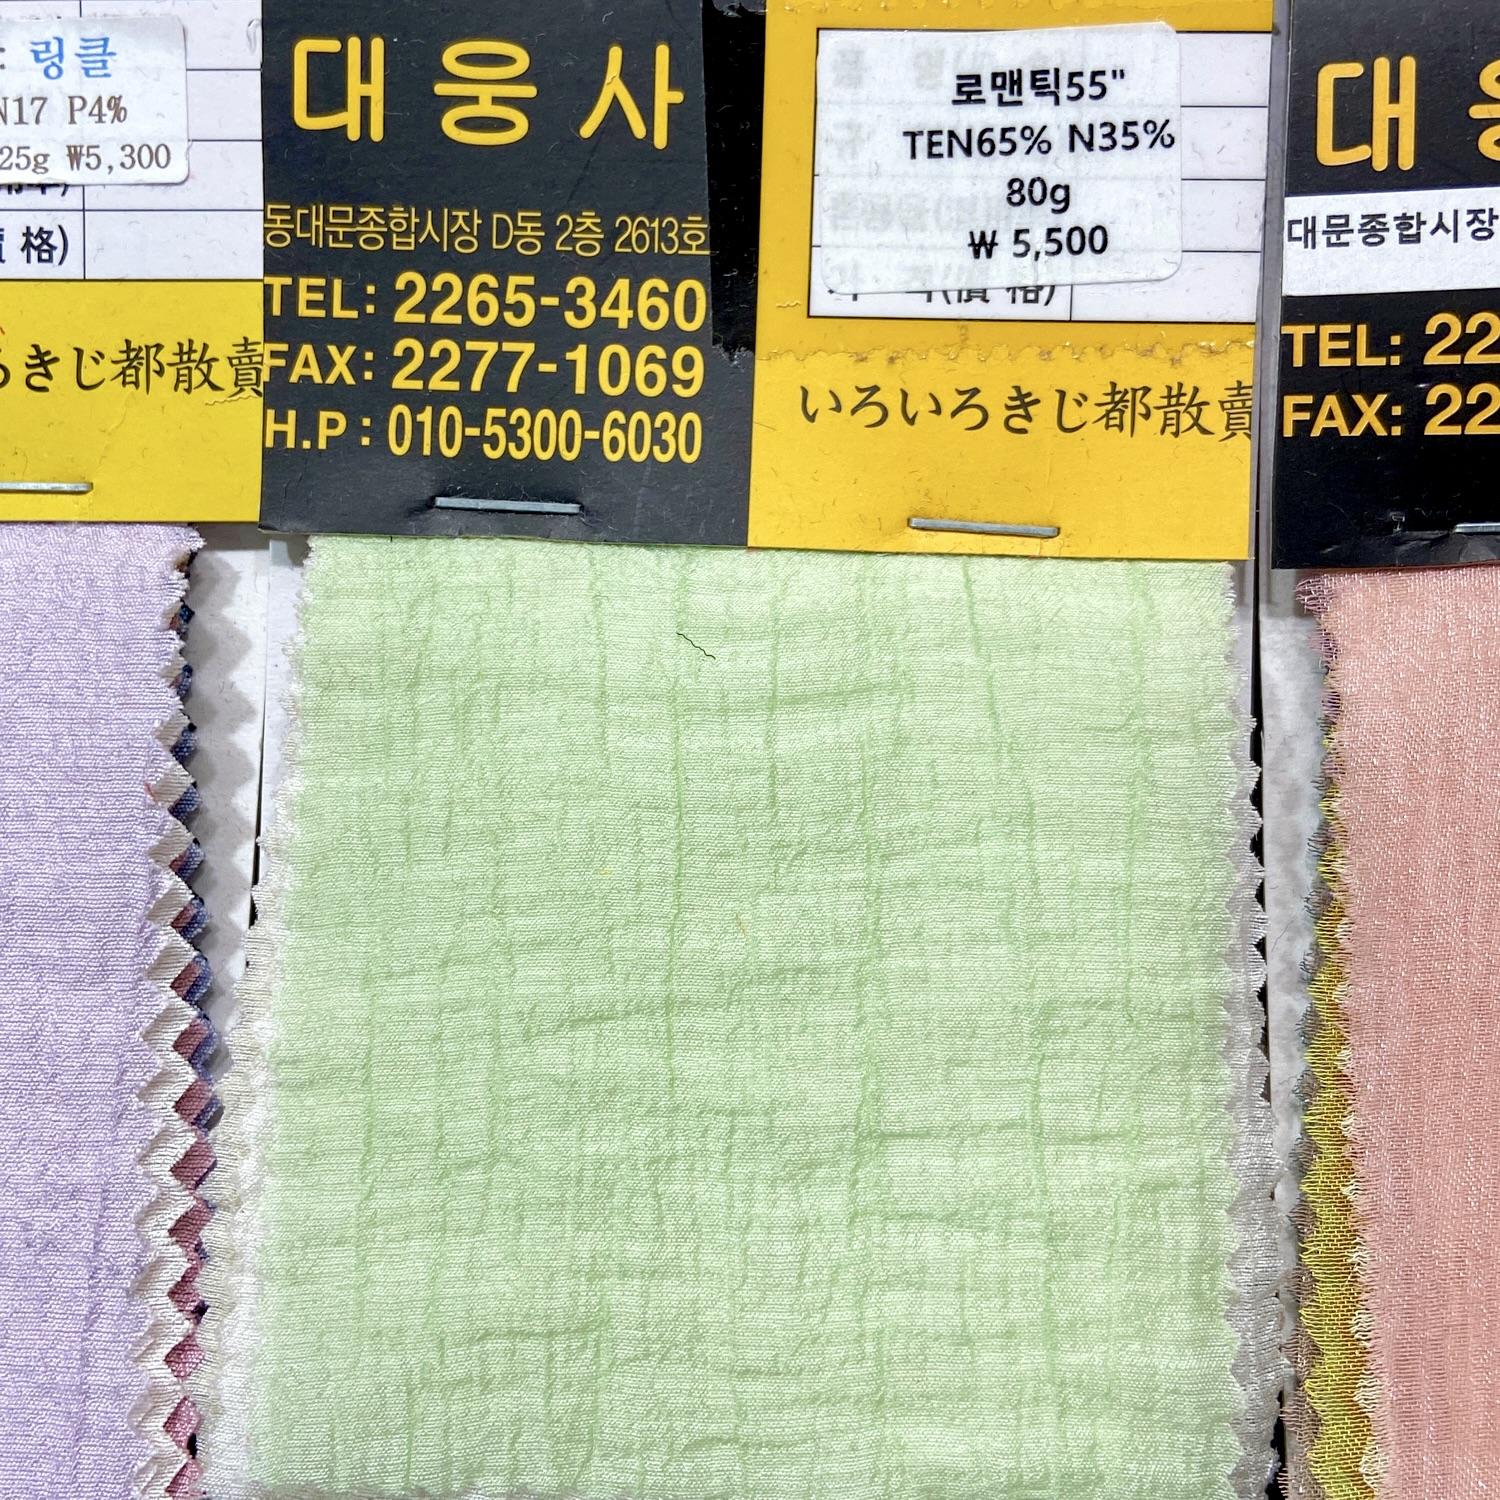 : 링클
N17 P4%
25g ₩5,300
格)
ろきじ都散賣
대웅사
동대문종합시장 D동 2층 2613호
TEL: 2265-3460
FAX: 2277-1069
H.P : 010-5300-6030
로맨틱55"
TEN65% N35%
80g
₩ 5,500
(價 格)
いろいろきじ都散賣
대
대문종합시장
TEL: 22
FAX: 22